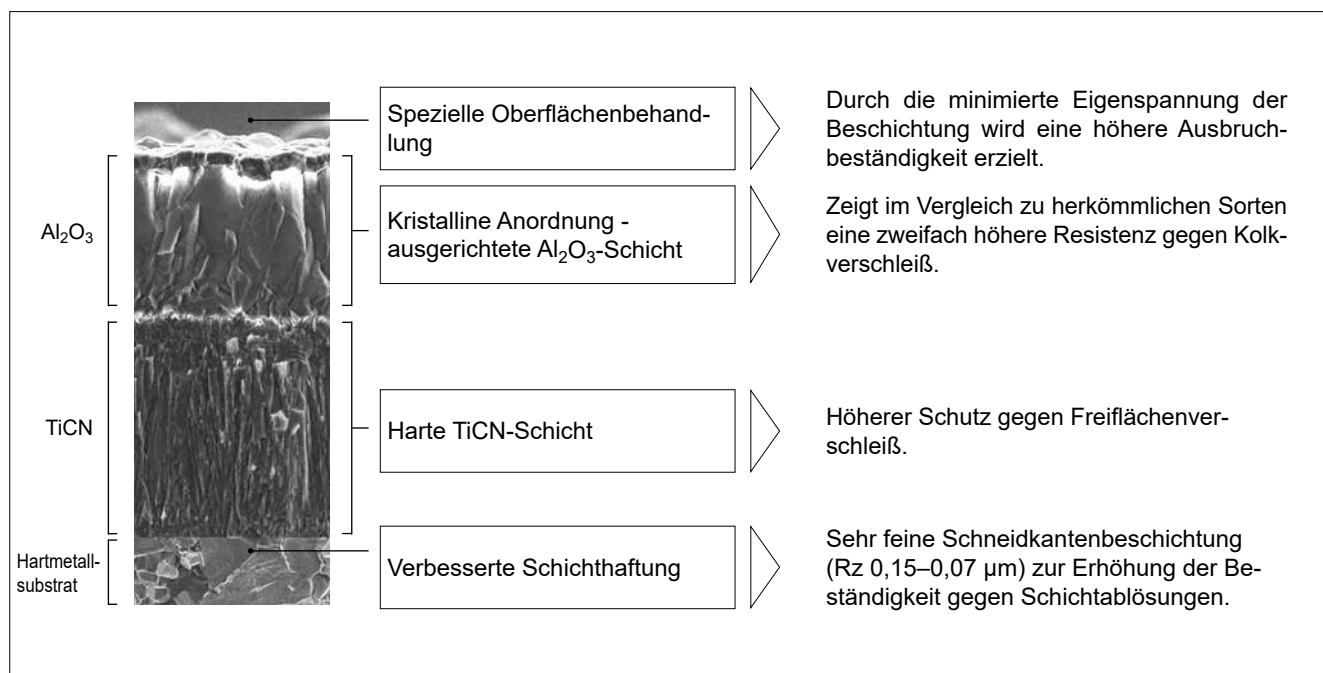 Spezielle Oberflächenbehand-
lung
Durch die minimierte Eigenspannung der
Beschichtung wird eine höhere Ausbruch-
beständigkeit erzielt.
Al₂O₃
Kristalline Anordnung -
ausgerichtete Al₂O₃-Schicht
Zeigt im Vergleich zu herkömmlichen Sorten
eine zweifach höhere Resistenz gegen Kolk-
verschleiß.
TiCN
Harte TiCN-Schicht
Höherer Schutz gegen Freiflächenver-
schleiß.
Hartmetall-
substrat
Verbesserte Schichthaftung
Sehr feine Schneidkantenbeschichtung
(Rz 0,15–0,07 µm) zur Erhöhung der Be-
ständigkeit gegen Schichtablösungen.